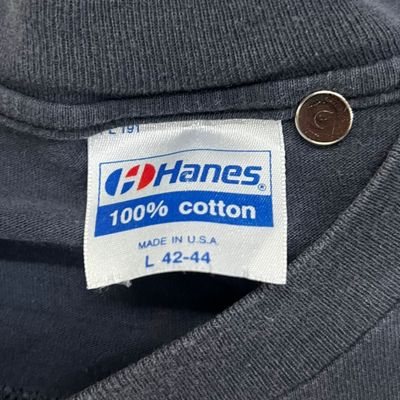 L 191
Hanes®
100% cotton
MADE IN U.S.A.
L 42-44